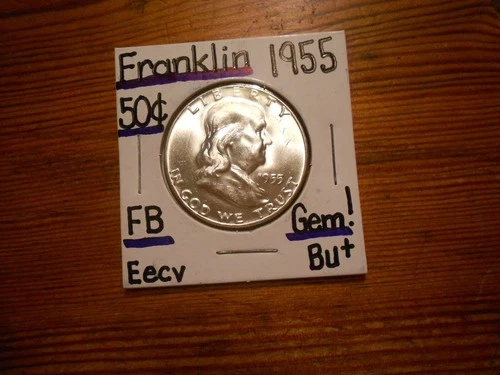 Franklin 1955
50¢
LIBERTY
1955
IN GOD WE TRUST
FB
Gem!
Eecv
Bu+